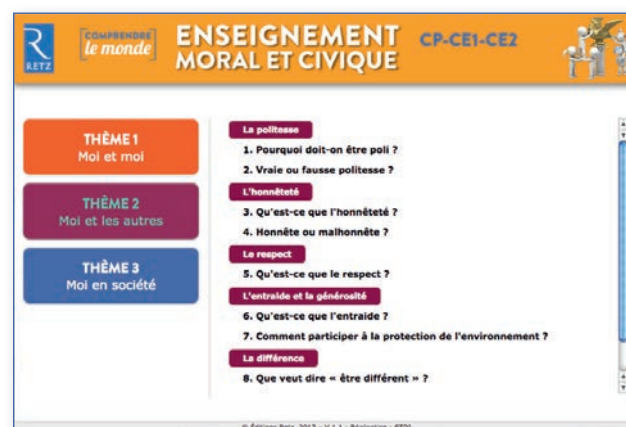 RETZ
COMPRENDRE
le monde
ENSEIGNEMENT
MORAL ET CIVIQUE
CP-CE1-CE2
THÈME 1
Moi et moi
THÈME 2
Moi et les autres
THÈME 3
Moi en société
La politesse
1. Pourquoi doit-on être poli ?
2. Vraie ou fausse politesse ?
L'honnêteté
3. Qu'est-ce que l'honnêteté ?
4. Honnête ou malhonnête ?
Le respect
5. Qu'est-ce que le respect ?
L'entraide et la générosité
6. Qu'est-ce que l'entraide ?
7. Comment participer à la protection de l'environnement ?
La différence
8. Que veut dire « être différent » ?